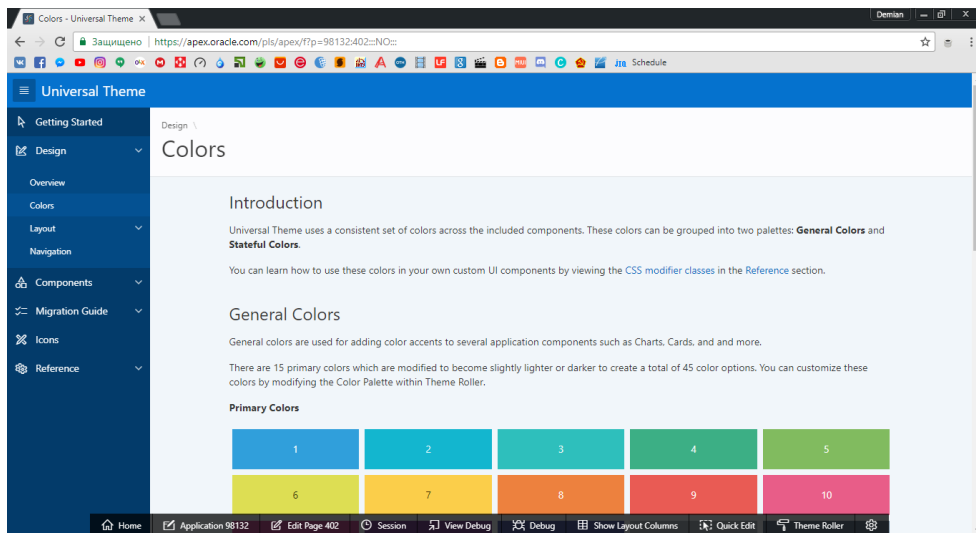 Colors - Universal Theme
Demian
Защищено
https://apex.oracle.com/pls/apex/f?p=98132:402:::NO:::
Schedule
Universal Theme
Getting Started
Design
Overview
Colors
Layout
Navigation
Components
Migration Guide
Icons
Reference
Design \
Colors
Introduction
Universal Theme uses a consistent set of colors across the included components. These colors can be grouped into two palettes: General Colors and
Stateful Colors.
You can learn how to use these colors in your own custom UI components by viewing the CSS modifier classes in the Reference section.
General Colors
General colors are used for adding color accents to several application components such as Charts, Cards, and and more.
There are 15 primary colors which are modified to become slightly lighter or darker to create a total of 45 color options. You can customize these
colors by modifying the Color Palette within Theme Roller.
Primary Colors
1 2 3 4 5
6 7 8 9 10
Home Application 98132 Edit Page 402 Session View Debug Debug Show Layout Columns Quick Edit Theme Roller